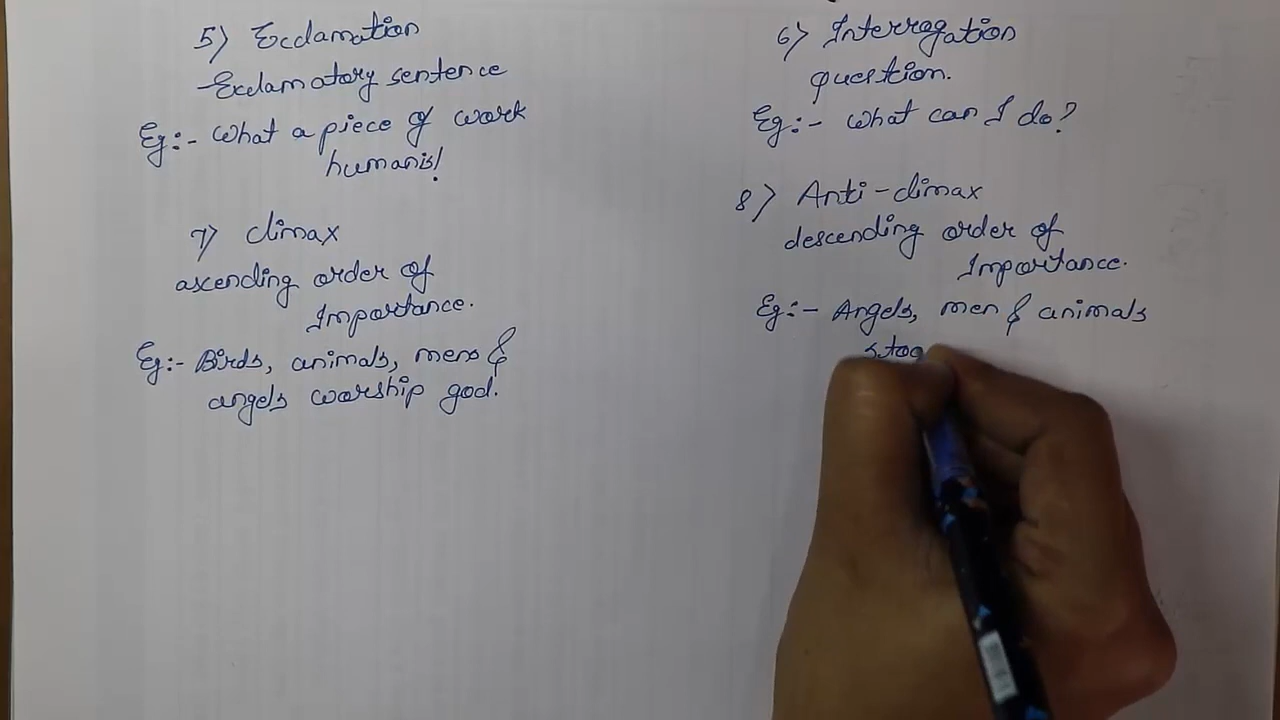 5) Exclamation
-Exclamatory sentence
Eg:- What a piece of work
humanis!
6) Interragation
question.
Eg:- What can I do?
7) climax
ascending order of
Importance.
Eg:- Birds, animals, mens &
angels worship god.
8) Anti-climax
descending order of
Importance.
Eg:- Angels, men & animals